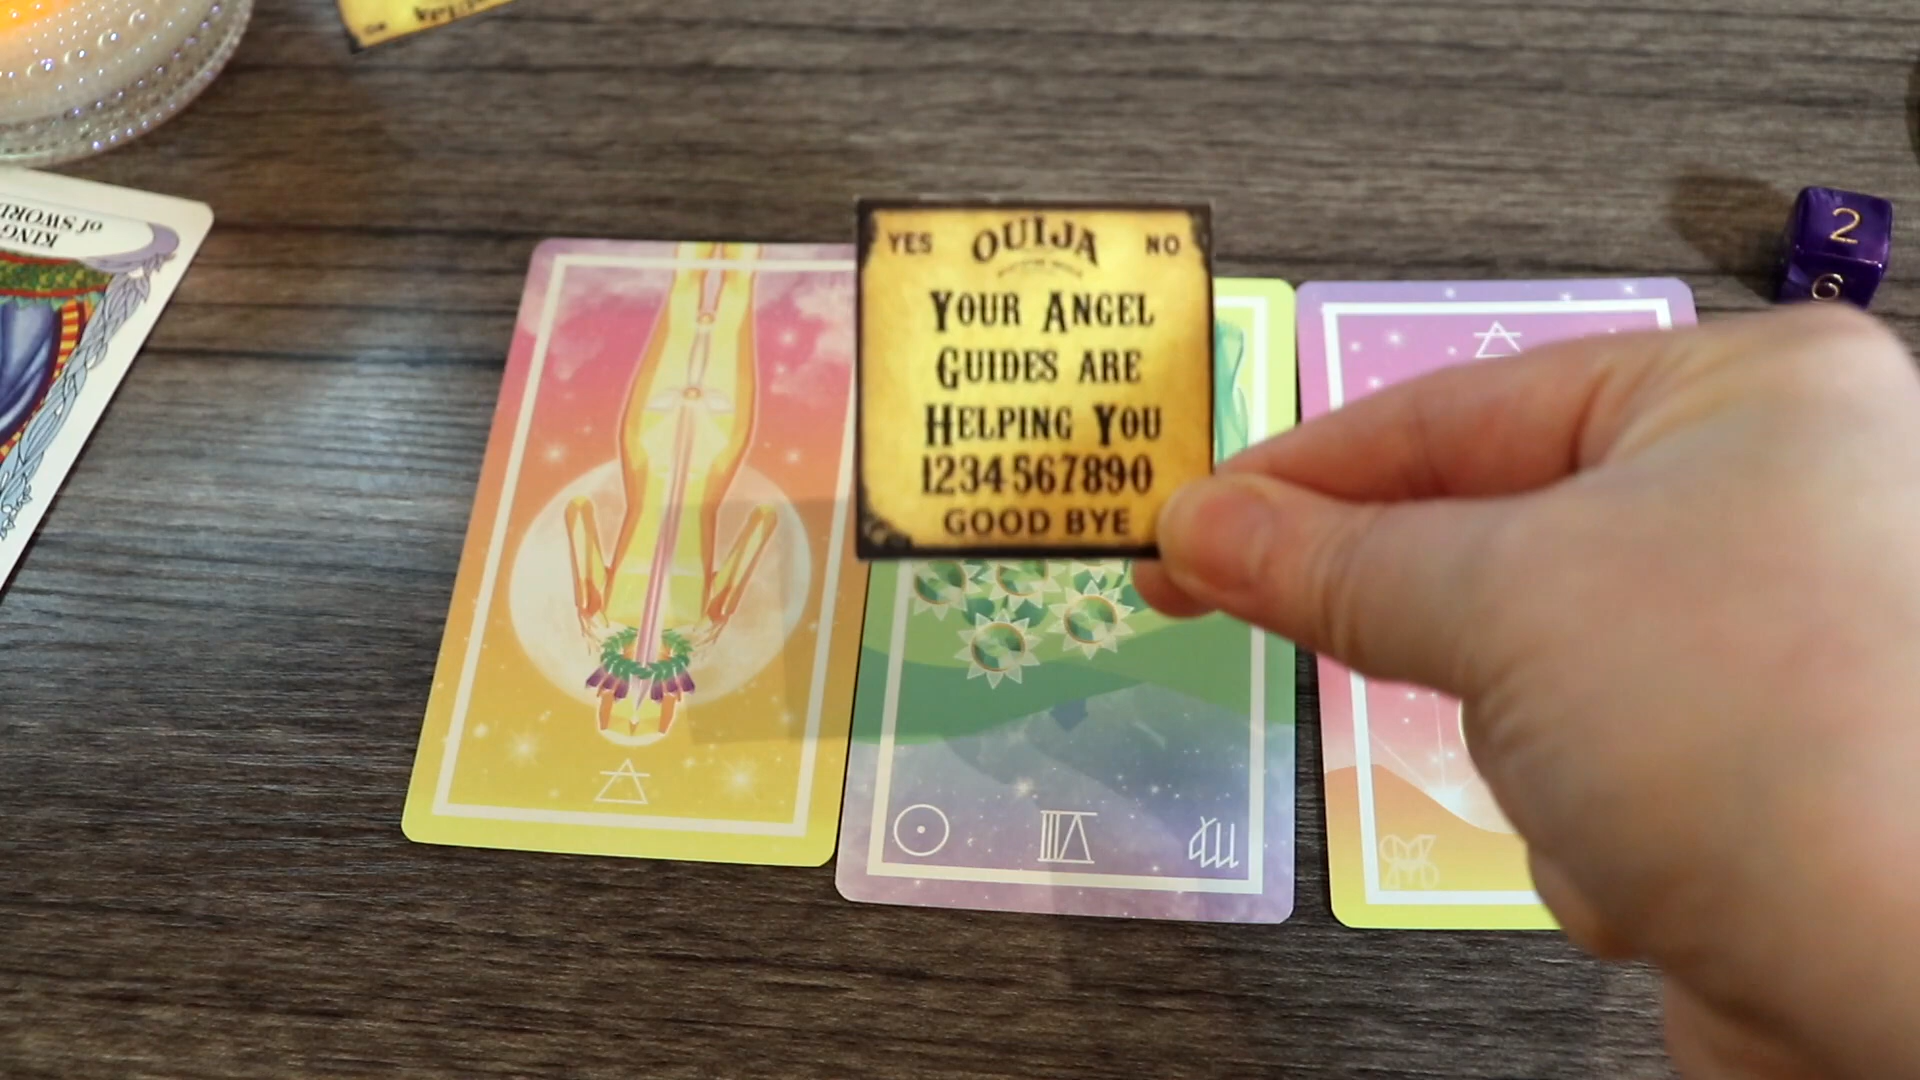 KING
of SWORDS
YES OUIJA NO
YOUR ANGEL
GUIDES ARE
HELPING YOU
1234567890
GOOD BYE
2
6